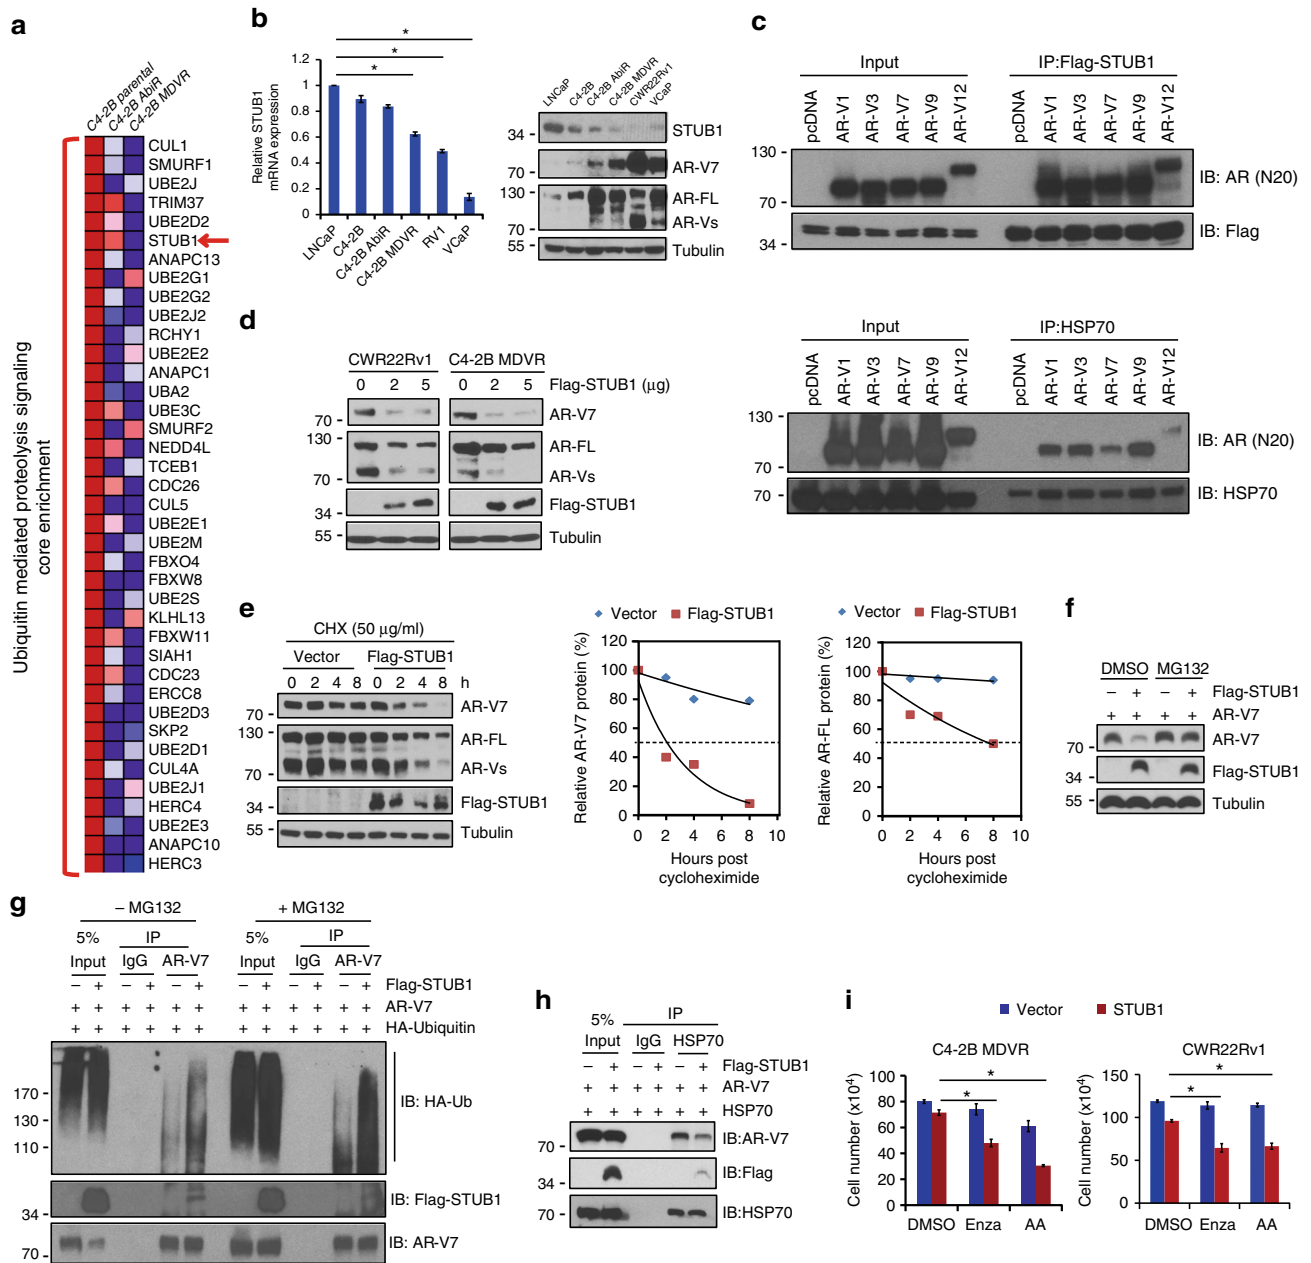 a
C4-2B parental
C4-2B AbiR
C4-2B MDVR
Ubiquitin mediated proteolysis signaling
core enrichment
CUL1
SMURF1
UBE2J
TRIM37
UBE2D2
STUB1
ANAPC13
UBE2G1
UBE2G2
UBE2J2
RCHY1
UBE2E2
ANAPC1
UBA2
UBE3C
SMURF2
NEDD4L
TCEB1
CDC26
CUL5
UBE2E1
UBE2M
FBXO4
FBXW8
UBE2S
KLHL13
FBXW11
SIAH1
CDC23
ERCC8
UBE2D3
SKP2
UBE2D1
CUL4A
UBE2J1
HERC4
UBE2E3
ANAPC10
HERC3
b
Relative STUB1
mRNA expression
1.2
1
0.8
0.6
0.4
0.2
0
*
*
*
LNCaP
C4-2B
C4-2B AbiR
C4-2B MDVR
RV1
VCaP
LNCaP
C4-2B
C4-2B AbiR
C4-2B MDVR
CWR22Rv1
VCaP
34 - STUB1
70 - AR-V7
130 - AR-FL
70 - AR-Vs
55 - Tubulin
c
Input IP:Flag-STUB1
pcDNA AR-V1 AR-V3 AR-V7 AR-V9 AR-V12 pcDNA AR-V1 AR-V3 AR-V7 AR-V9 AR-V12
130 -
70 -
IB: AR (N20)
34 -
IB: Flag
Input IP:HSP70
pcDNA AR-V1 AR-V3 AR-V7 AR-V9 AR-V12 pcDNA AR-V1 AR-V3 AR-V7 AR-V9 AR-V12
130 -
70 -
IB: AR (N20)
70 - IB: HSP70
d
CWR22Rv1 C4-2B MDVR
0 2 5 0 2 5 Flag-STUB1 (µg)
70 - AR-V7
130 - AR-FL
70 - AR-Vs
34 - Flag-STUB1
55 - Tubulin
e
CHX (50 µg/ml)
Vector Flag-STUB1
0 2 4 8 0 2 4 8 h
70 - AR-V7
130 - AR-FL
70 - AR-Vs
34 - Flag-STUB1
55 - Tubulin
Vector Flag-STUB1
Relative AR-V7 protein (%)
120
100
80
60
40
20
0
0 2 4 6 8 10
Hours post
cycloheximide
Vector Flag-STUB1
Relative AR-FL protein (%)
120
100
80
60
40
20
0
0 2 4 6 8 10
Hours post
cycloheximide
f
DMSO MG132
– + – + Flag-STUB1
+ + + + AR-V7
70 - AR-V7
34 - Flag-STUB1
55 - Tubulin
g
– MG132 + MG132
5% IP 5% IP
Input IgG AR-V7 Input IgG AR-V7
– + – + – + – + – + – + Flag-STUB1
+ + + + + + + + + + + + AR-V7
+ + + + + + + + + + + + HA-Ubiquitin
170 -
130 -
110 -
IB: HA-Ub
34 - IB: Flag-STUB1
70 - IB: AR-V7
h
5% IP
Input IgG HSP70
– + – + – + Flag-STUB1
+ + + + + + AR-V7
+ + + + + + HSP70
70 - IB:AR-V7
34 - IB:Flag
70 - IB:HSP70
i
Vector STUB1
C4-2B MDVR
Cell number (x10⁴)
100
80
60
40
20
0
*
*
DMSO Enza AA
CWR22Rv1
Cell number (x10⁴)
150
100
50
0
*
*
DMSO Enza AA